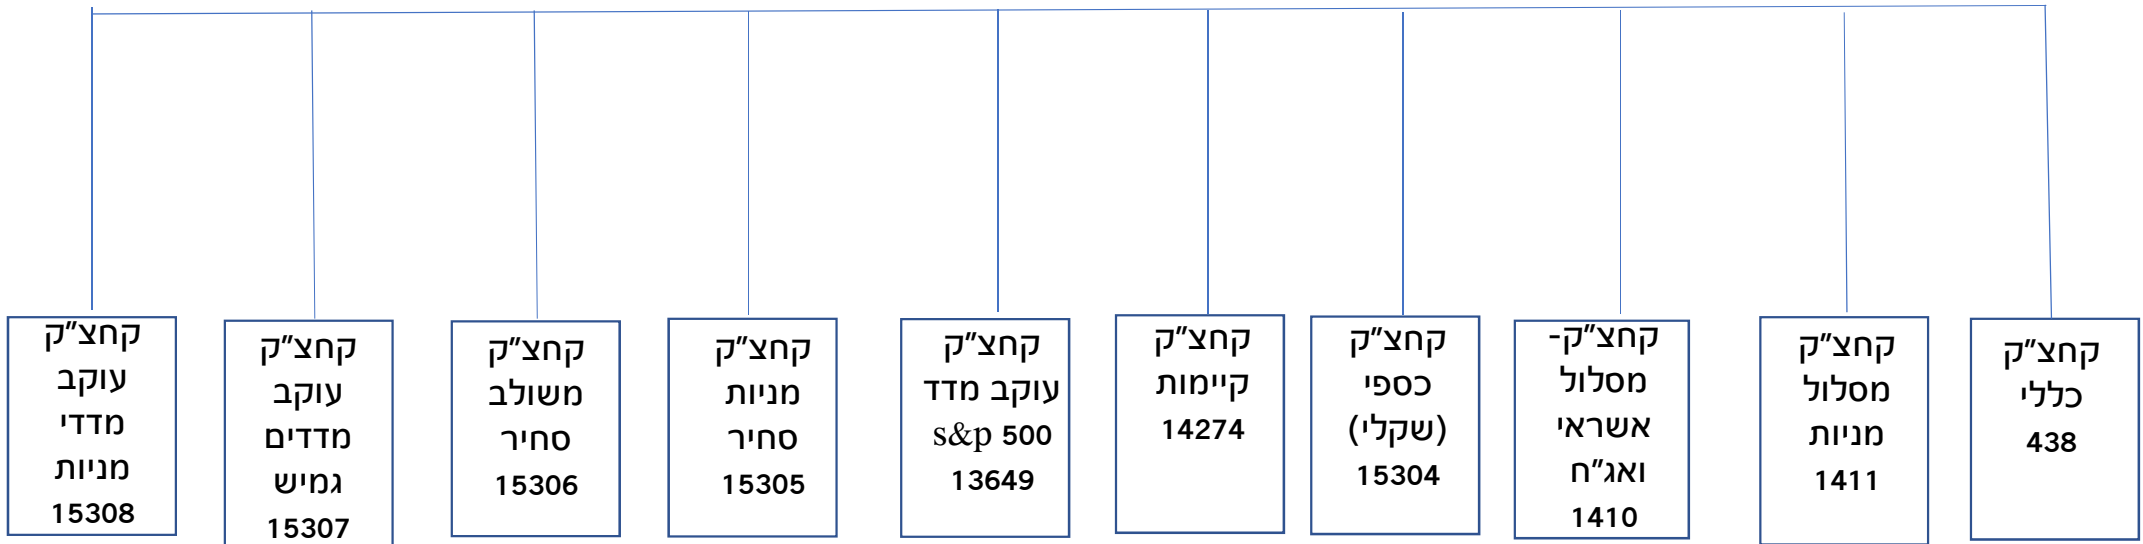 קחצ"ק
כללי
438
קחצ"ק
מסלול
מניות
1411
קחצ"ק-
מסלול
אשראי
ואג"ח
1410
קחצ"ק
כספי
(שקלי)
15304
קחצ"ק
קיימות
14274
קחצ"ק
עוקב מדד
s&p 500
13649
קחצ"ק
מניות
סחיר
15305
קחצ"ק
משולב
סחיר
15306
קחצ"ק
עוקב
מדדים
גמיש
15307
קחצ"ק
עוקב
מדדי
מניות
15308